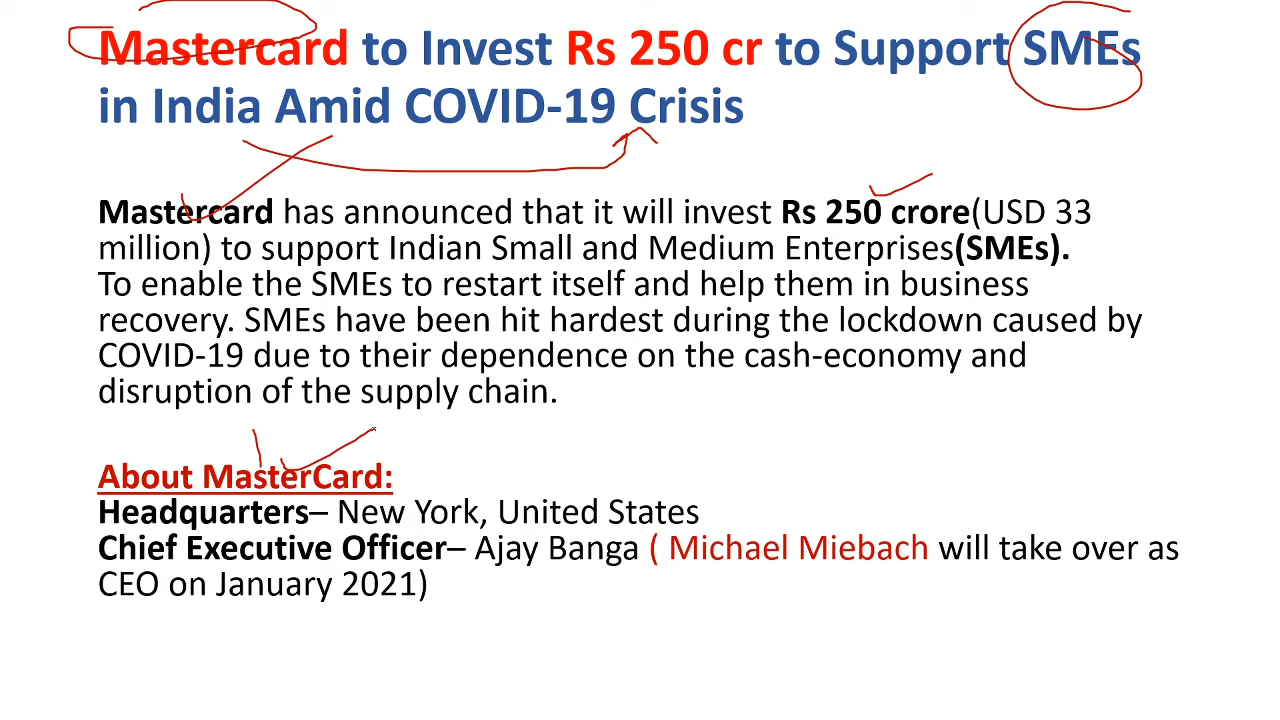 Mastercard to Invest Rs 250 cr to Support SMEs
in India Amid COVID-19 Crisis
Mastercard has announced that it will invest Rs 250 crore(USD 33
million) to support Indian Small and Medium Enterprises(SMEs).
To enable the SMEs to restart itself and help them in business
recovery. SMEs have been hit hardest during the lockdown caused by
COVID-19 due to their dependence on the cash-economy and
disruption of the supply chain.
About MasterCard:
Headquarters– New York, United States
Chief Executive Officer– Ajay Banga ( Michael Miebach will take over as
CEO on January 2021)